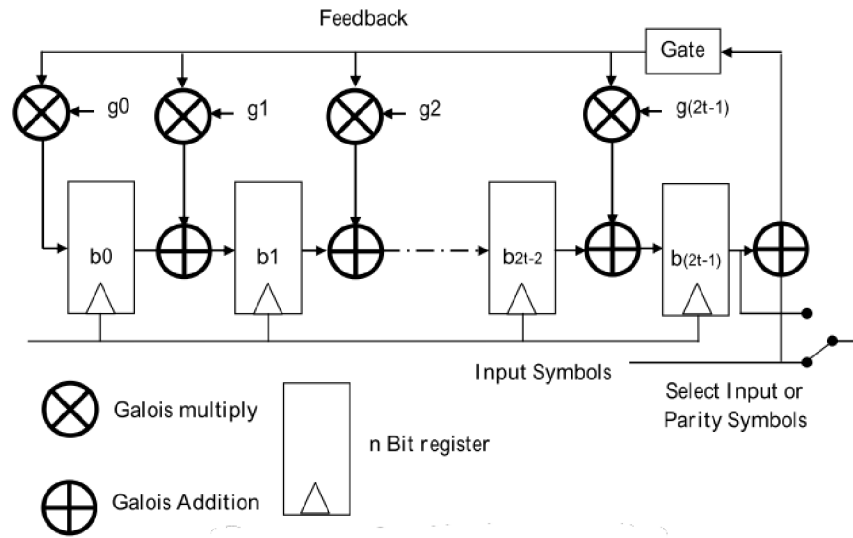 Feedback
Gate
g0
g1
g2
g(2t-1)
b0
b1
b2t-2
b(2t-1)
Input Symbols
Select Input or
Parity Symbols
Galois multiply
n Bit register
Galois Addition